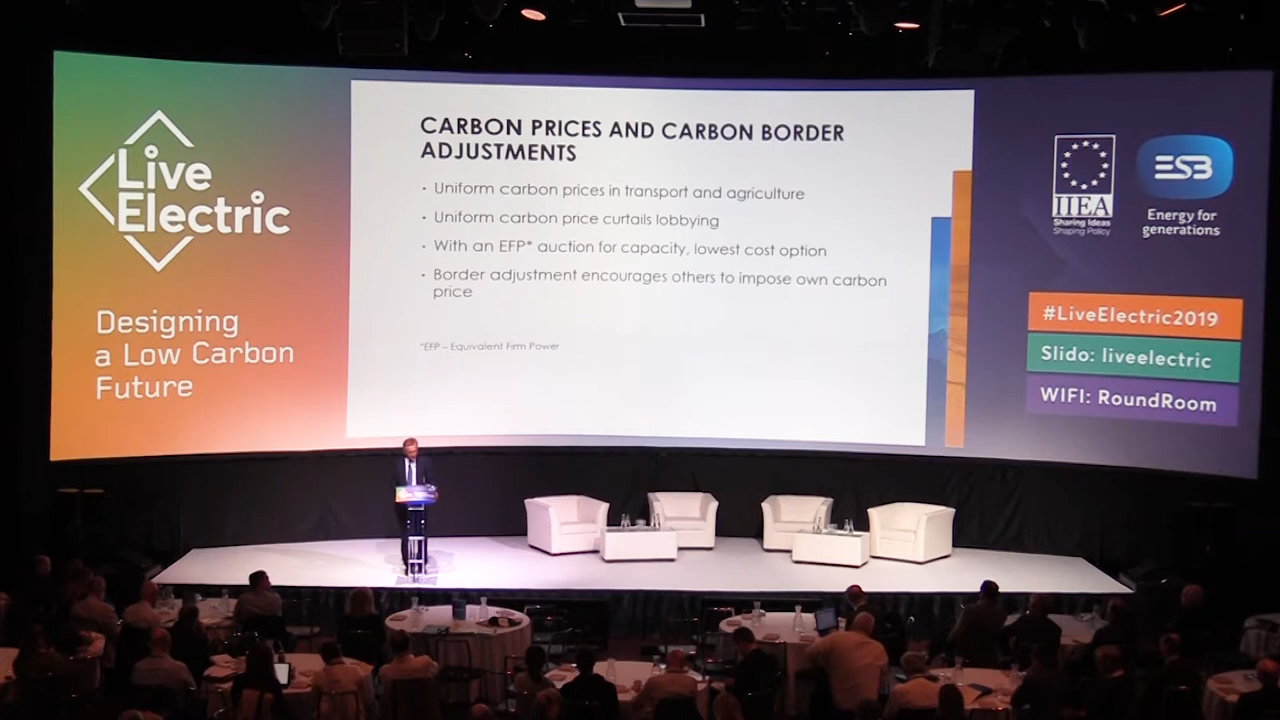 Live
Electric
Designing
a Low Carbon
Future
CARBON PRICES AND CARBON BORDER
ADJUSTMENTS
· Uniform carbon prices in transport and agriculture
· Uniform carbon price curtails lobbying
· With an EFP* auction for capacity, lowest cost option
· Border adjustment encourages others to impose own carbon
price
*EFP – Equivalent Firm Power
IIEA
Sharing Ideas
Shaping Policy
ESB
Energy for
generations
#LiveElectric2019
Slido: liveelectric
WIFI: RoundRoom